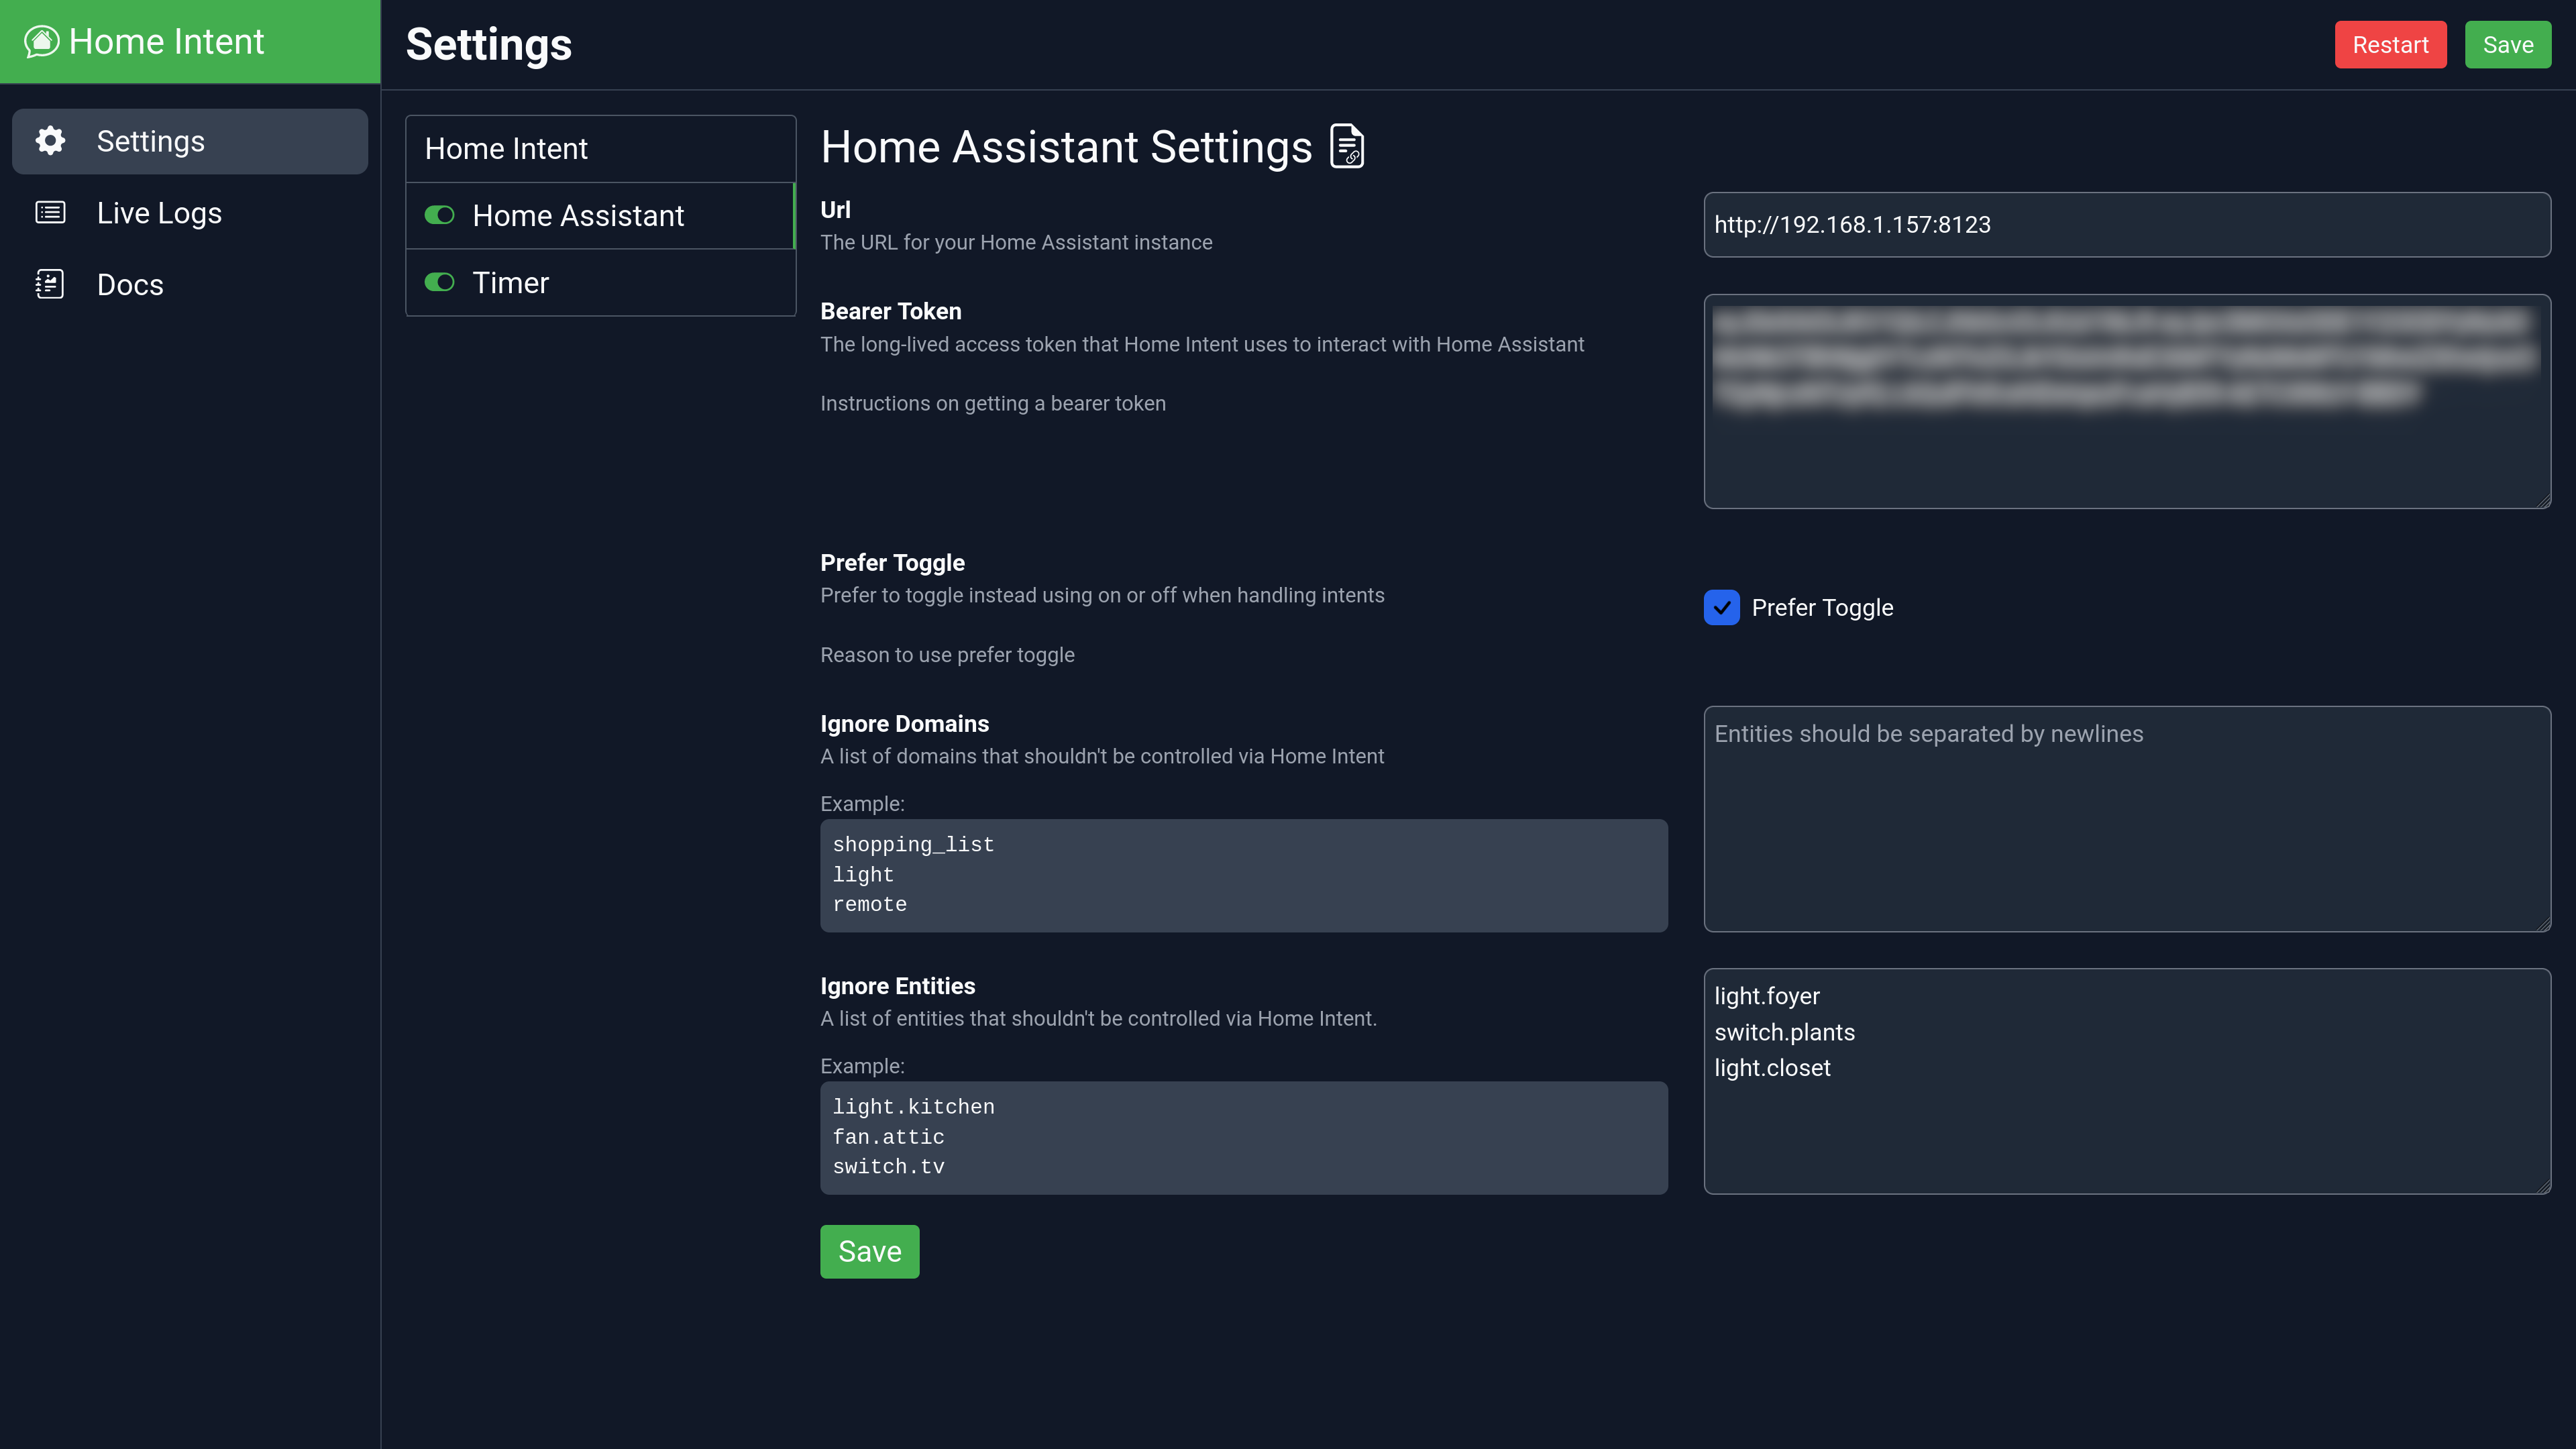 Home Intent
Settings
Restart
Save
Settings
Live Logs
Docs
Home Intent
Home Assistant
Timer
Home Assistant Settings
Url
The URL for your Home Assistant instance
http://192.168.1.157:8123
Bearer Token
The long-lived access token that Home Intent uses to interact with Home Assistant
Instructions on getting a bearer token
Prefer Toggle
Prefer to toggle instead using on or off when handling intents
Reason to use prefer toggle
Prefer Toggle
Ignore Domains
A list of domains that shouldn't be controlled via Home Intent
Example:
shopping_list
light
remote
Entities should be separated by newlines
Ignore Entities
A list of entities that shouldn't be controlled via Home Intent.
Example:
light.kitchen
fan.attic
switch.tv
light.foyer
switch.plants
light.closet
Save